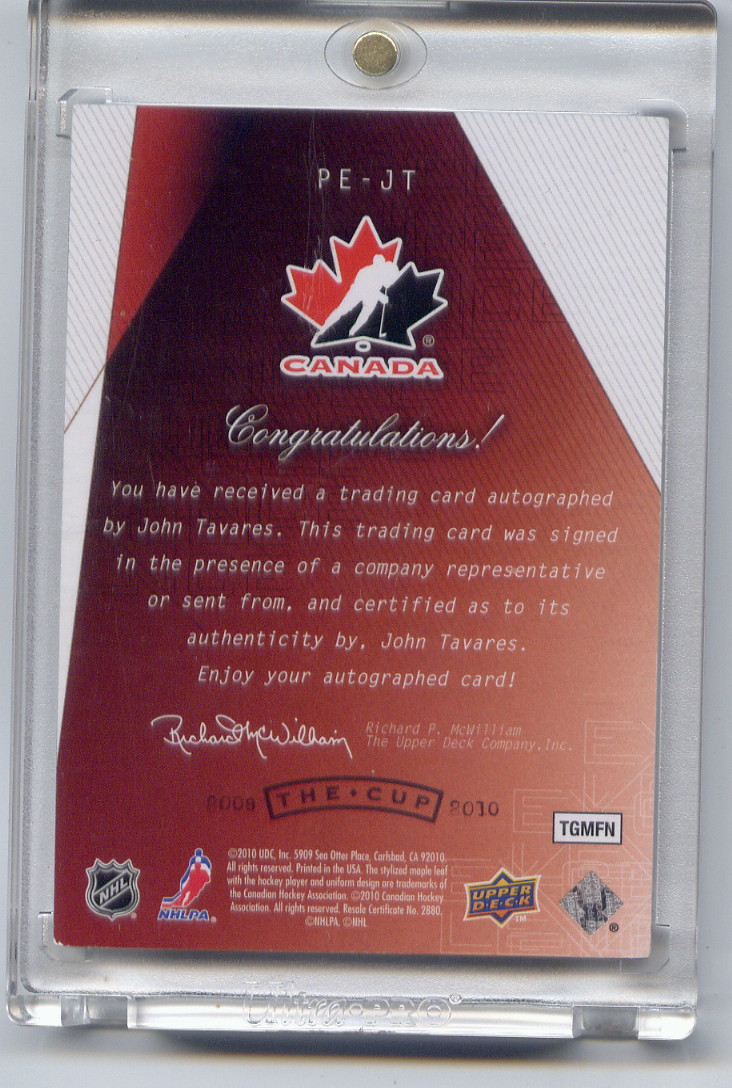 PE-JT
®
CANADA
Congratulations!
You have received a trading card autographed
by John Tavares. This trading card was signed
in the presence of a company representative
or sent from, and certified as to its
authenticity by, John Tavares.
Enjoy your autographed card!
Richard McWilliam
Richard P. McWilliam
The Upper Deck Company, Inc.
2009 THE•CUP 2010
TGMFN
©2010 UDC, Inc. 5909 Sea Otter Place, Carlsbad, CA 92010.
All rights reserved. Printed in the USA. The stylized maple leaf
with the hockey player and uniform design are trademarks of
the Canadian Hockey Association. ©2010 Canadian Hockey
Association. All rights reserved. Resale Certificate No. 2880.
©NHLPA. ©NHL
NHL
NHLPA®
UPPER
D•E•C•K
TM
®
Ultra•PRO®